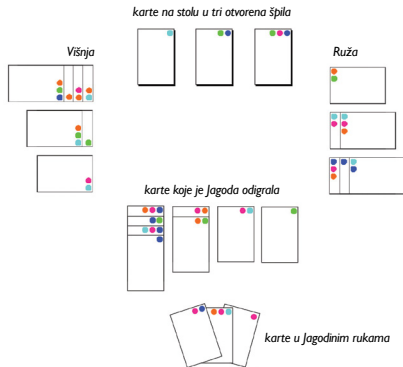 karte na stolu u tri otvorena špila
Višnja
Ruža
karte koje je Jagoda odigrala
karte u Jagodinim rukama